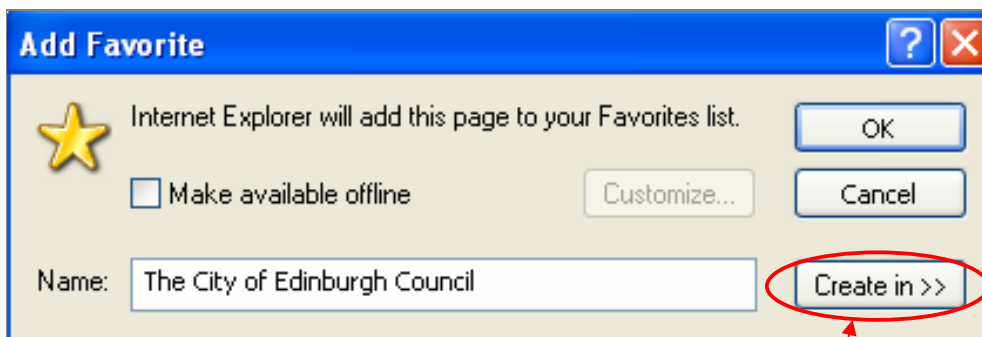 Add Favorite
?
Internet Explorer will add this page to your Favorites list.
OK
Make available offline
Customize...
Cancel
Name:
The City of Edinburgh Council
Create in >>